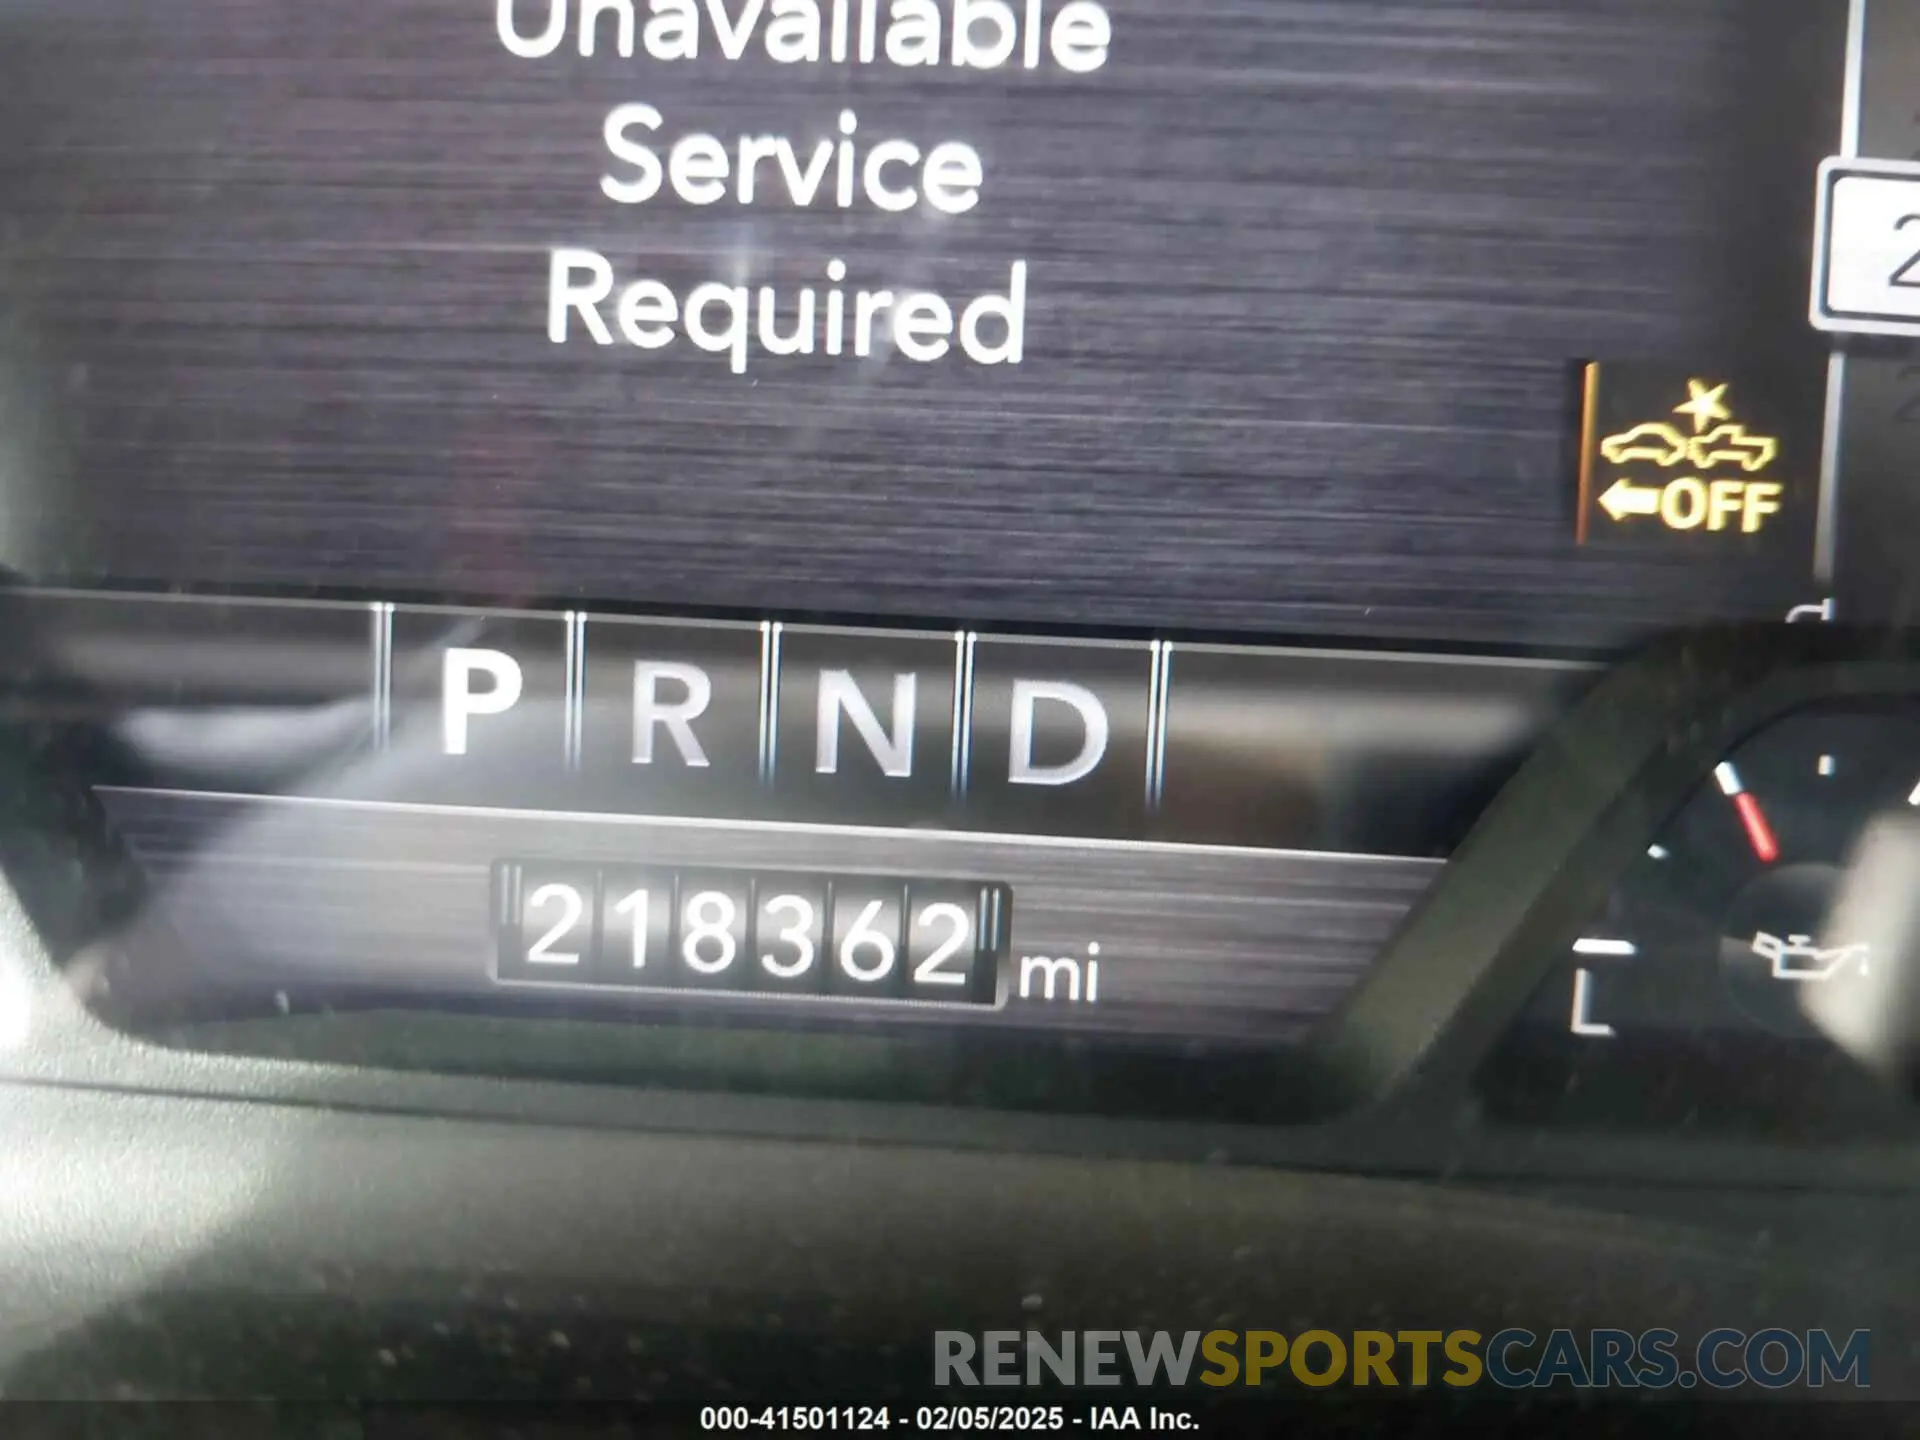 Unavailable
Service
Required
OFF
P R N D
218362 mi
L
RENEWSPORTSCARS.COM
000-41501124 - 02/05/2025 - IAA Inc.